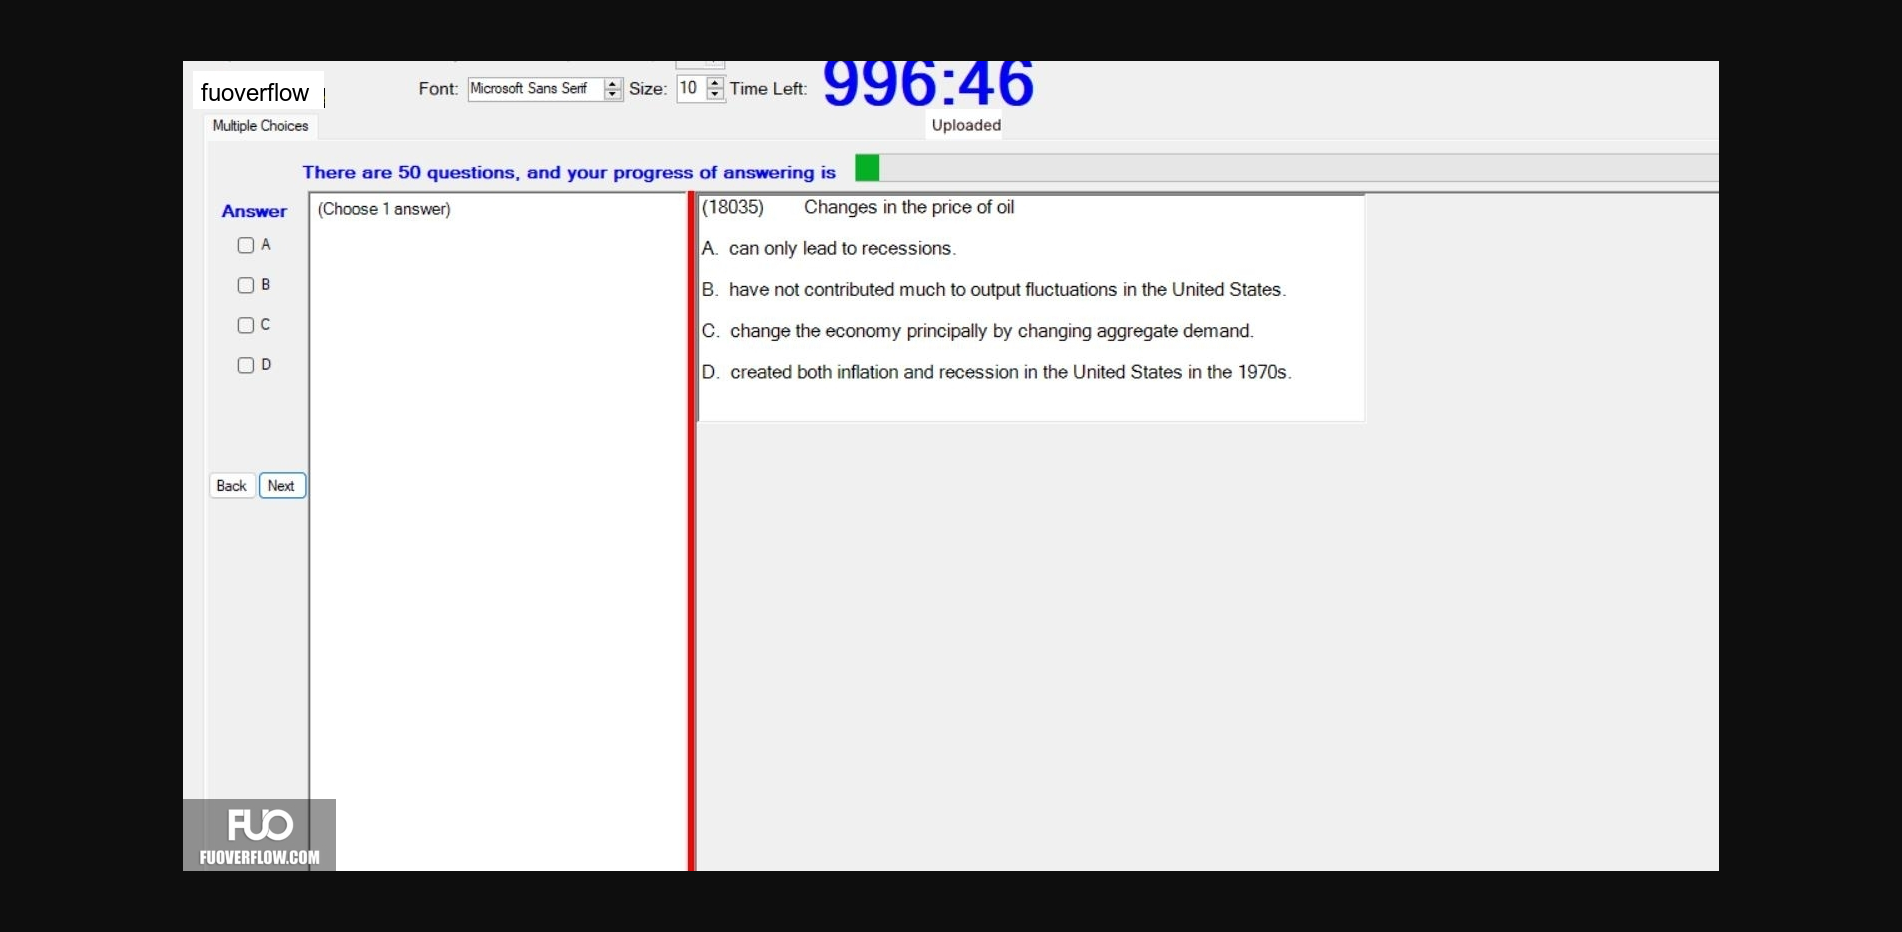 fuoverflow
Font: Microsoft Sans Serif Size: 10 Time Left: 996:46
Multiple Choices
Uploaded
There are 50 questions, and your progress of answering is
Answer
(Choose 1 answer)
A
B
C
D
Back Next
(18035) Changes in the price of oil
A. can only lead to recessions.
B. have not contributed much to output fluctuations in the United States.
C. change the economy principally by changing aggregate demand.
D. created both inflation and recession in the United States in the 1970s.
FUO
FUOVERFLOW.COM